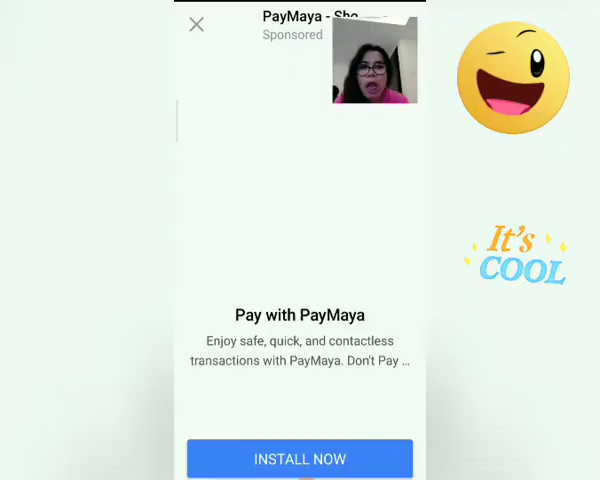 PayMaya - Sho
Sponsored
It's
COOL
Pay with PayMaya
Enjoy safe, quick, and contactless
transactions with PayMaya. Don't Pay ...
INSTALL NOW